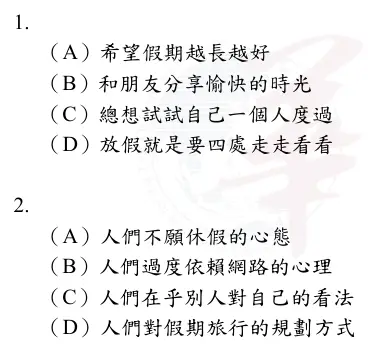 1.
（A）希望假期越長越好
（B）和朋友分享愉快的時光
（C）總想試試自己一個人度過
（D）放假就是要四處走走看看
2.
（A）人們不願休假的心態
（B）人們過度依賴網路的心理
（C）人們在乎別人對自己的看法
（D）人們對假期旅行的規劃方式